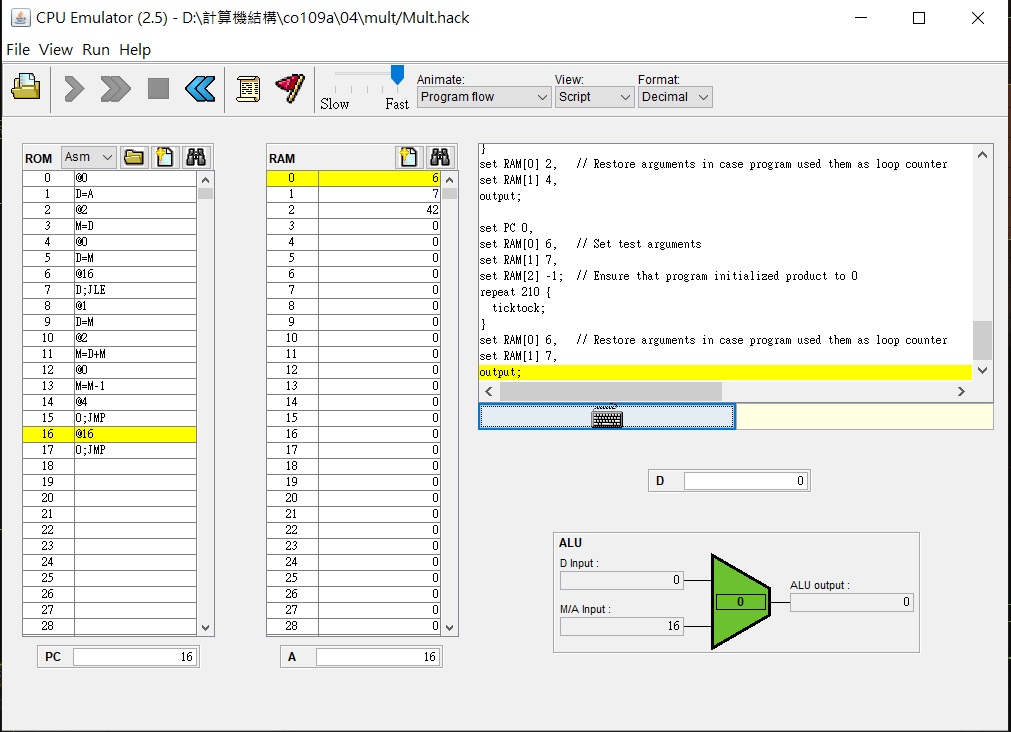 CPU Emulator (2.5) - D:\計算機結構\co109a\04\mult/Mult.hack
File View Run Help
Slow Fast
Animate: View: Format:
Program flow Script Decimal
ROM Asm
0 @0
1 D=A
2 @2
3 M=D
4 @0
5 D=M
6 @16
7 D;JLE
8 @1
9 D=M
10 @2
11 M=D+M
12 @0
13 M=M-1
14 @4
15 0;JMP
16 @16
17 0;JMP
18
19
20
21
22
23
24
25
26
27
28
PC 16
RAM
0 6
1 7
2 42
3 0
4 0
5 0
6 0
7 0
8 0
9 0
10 0
11 0
12 0
13 0
14 0
15 0
16 0
17 0
18 0
19 0
20 0
21 0
22 0
23 0
24 0
25 0
26 0
27 0
28 0
A 16
}
set RAM[0] 2,   // Restore arguments in case program used them as loop counter
set RAM[1] 4,
output;
set PC 0,
set RAM[0] 6,   // Set test arguments
set RAM[1] 7,
set RAM[2] -1;  // Ensure that program initialized product to 0
repeat 210 {
  ticktock;
}
set RAM[0] 6,   // Restore arguments in case program used them as loop counter
set RAM[1] 7,
output;
D 0
ALU
D Input :
0
M/A Input :
16
0
ALU output :
0